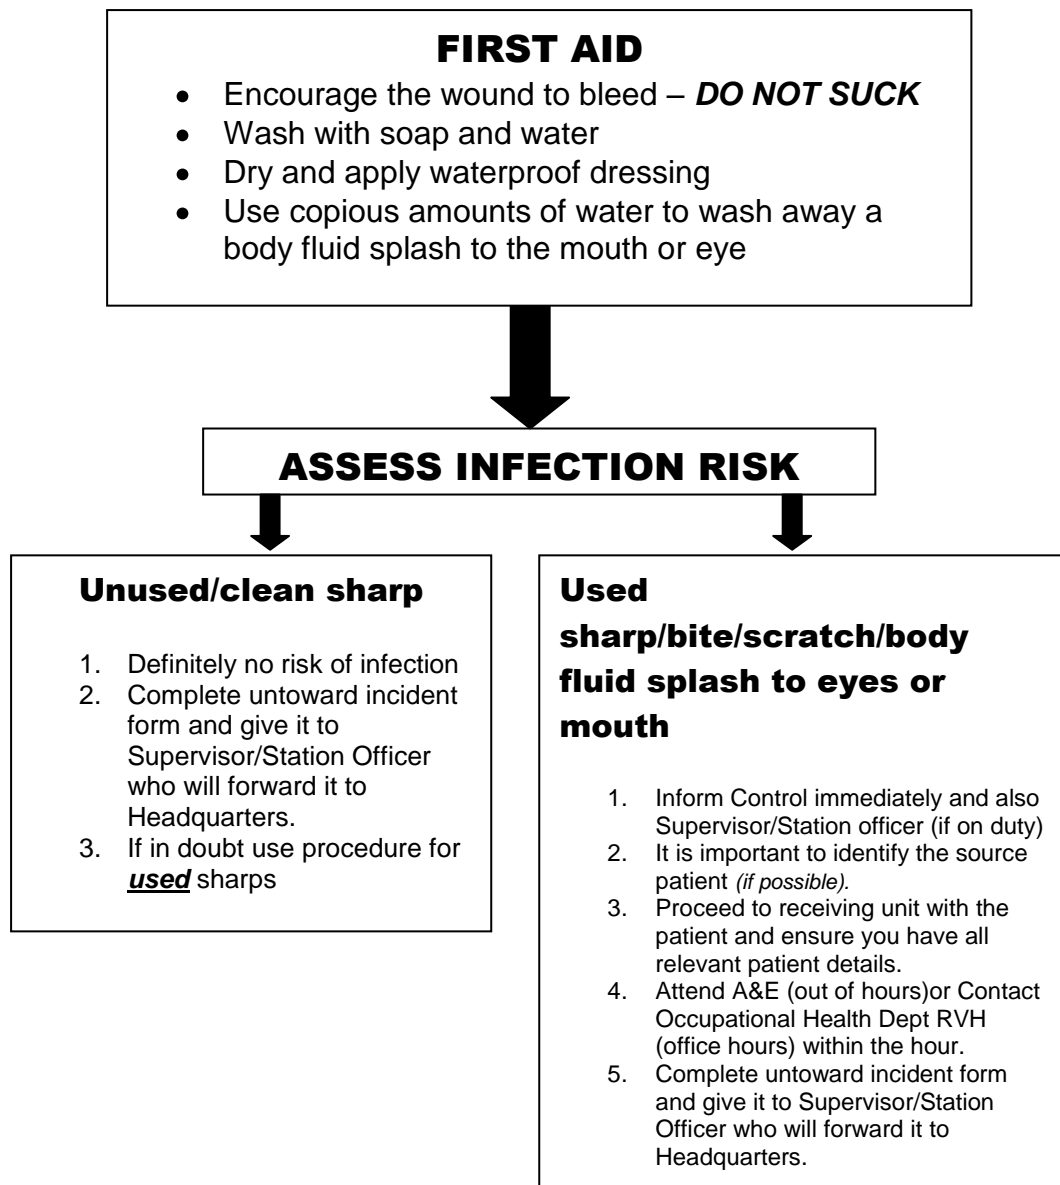 FIRST AID
• Encourage the wound to bleed – DO NOT SUCK
• Wash with soap and water
• Dry and apply waterproof dressing
• Use copious amounts of water to wash away a
body fluid splash to the mouth or eye
ASSESS INFECTION RISK
Unused/clean sharp
1. Definitely no risk of infection
2. Complete untoward incident
form and give it to
Supervisor/Station Officer
who will forward it to
Headquarters.
3. If in doubt use procedure for
used sharps
Used
sharp/bite/scratch/body
fluid splash to eyes or
mouth
1. Inform Control immediately and also
Supervisor/Station officer (if on duty)
2. It is important to identify the source
patient (if possible).
3. Proceed to receiving unit with the
patient and ensure you have all
relevant patient details.
4. Attend A&E (out of hours)or Contact
Occupational Health Dept RVH
(office hours) within the hour.
5. Complete untoward incident form
and give it to Supervisor/Station
Officer who will forward it to
Headquarters.